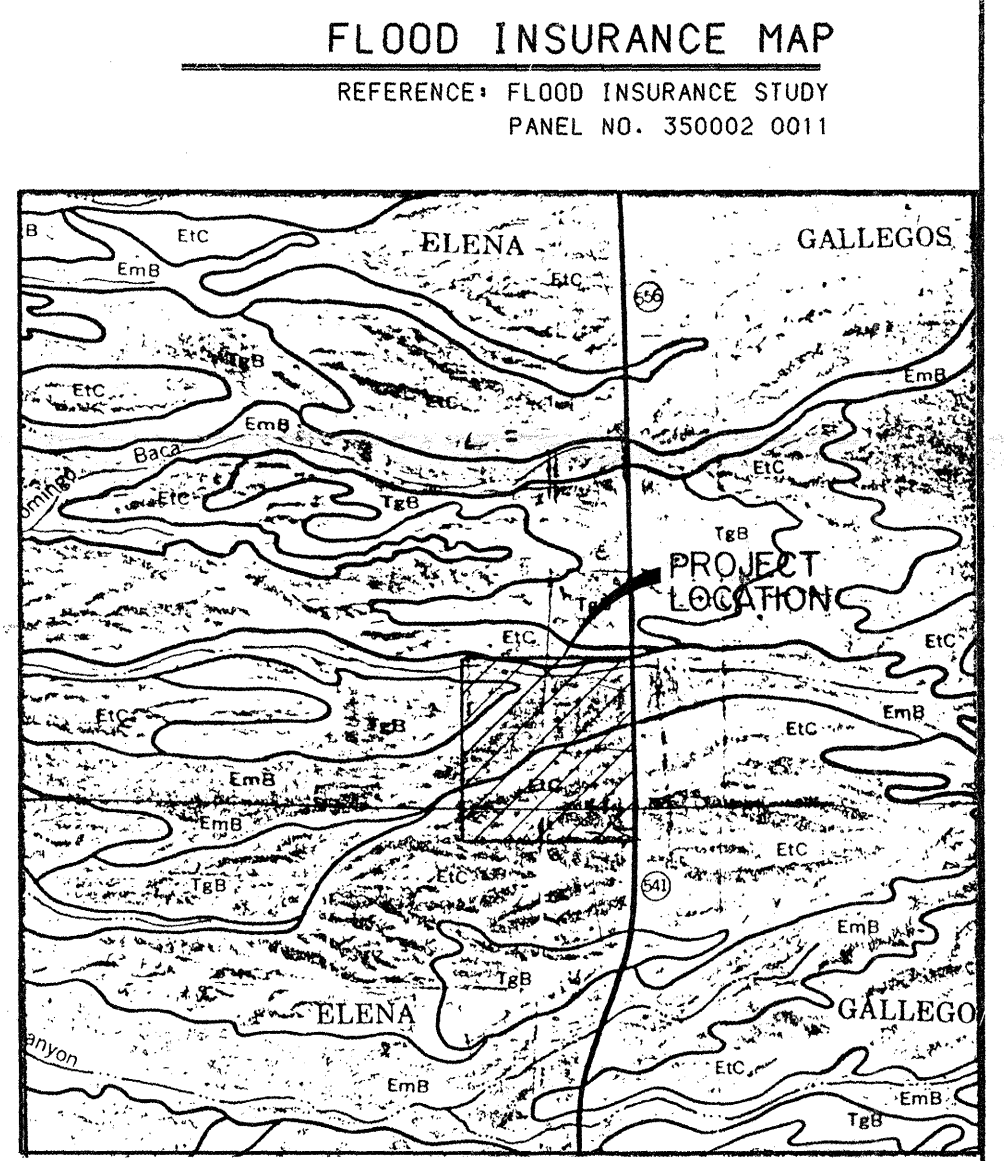 FLOOD INSURANCE MAP
REFERENCE: FLOOD INSURANCE STUDY
PANEL NO. 350002 0011
B
EtC
ELENA
GALLEGOS
EmB
EtC
556
TgB
EmB
EtC
EtC
EmB
Baca
EtC
omingo
EtC
TgB
TgB
PROJECT
LOCATION
EtC
EtC
EtC
TgB
EmB
EtC
EmB
EtC
EmB
EtC
TgB
EtC
541
EmB
TgB
ELENA
GALLEGO
anyon
EtC
EmB
EmB
TgB